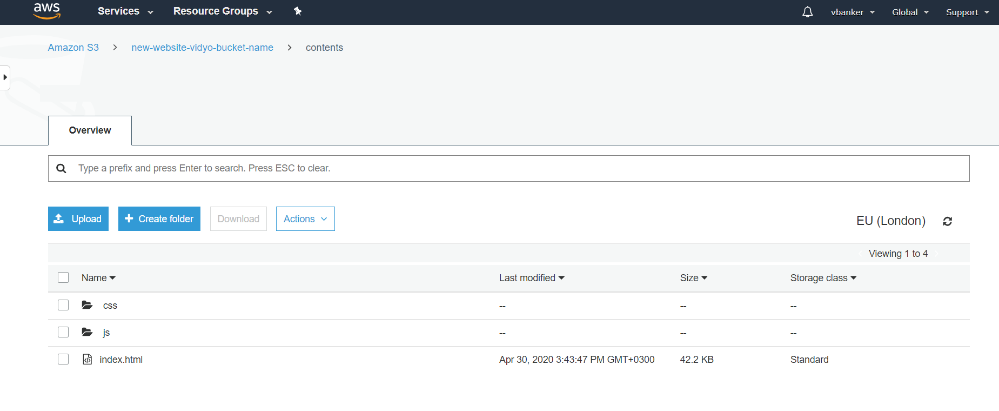 aws Services Resource Groups vbanker Global Support
Amazon S3 > new-website-vidyo-bucket-name > contents
Overview
Type a prefix and press Enter to search. Press ESC to clear.
Upload Create folder Download Actions EU (London)
Viewing 1 to 4
Name Last modified Size Storage class
css -- -- --
js -- -- --
index.html Apr 30, 2020 3:43:47 PM GMT+0300 42.2 KB Standard